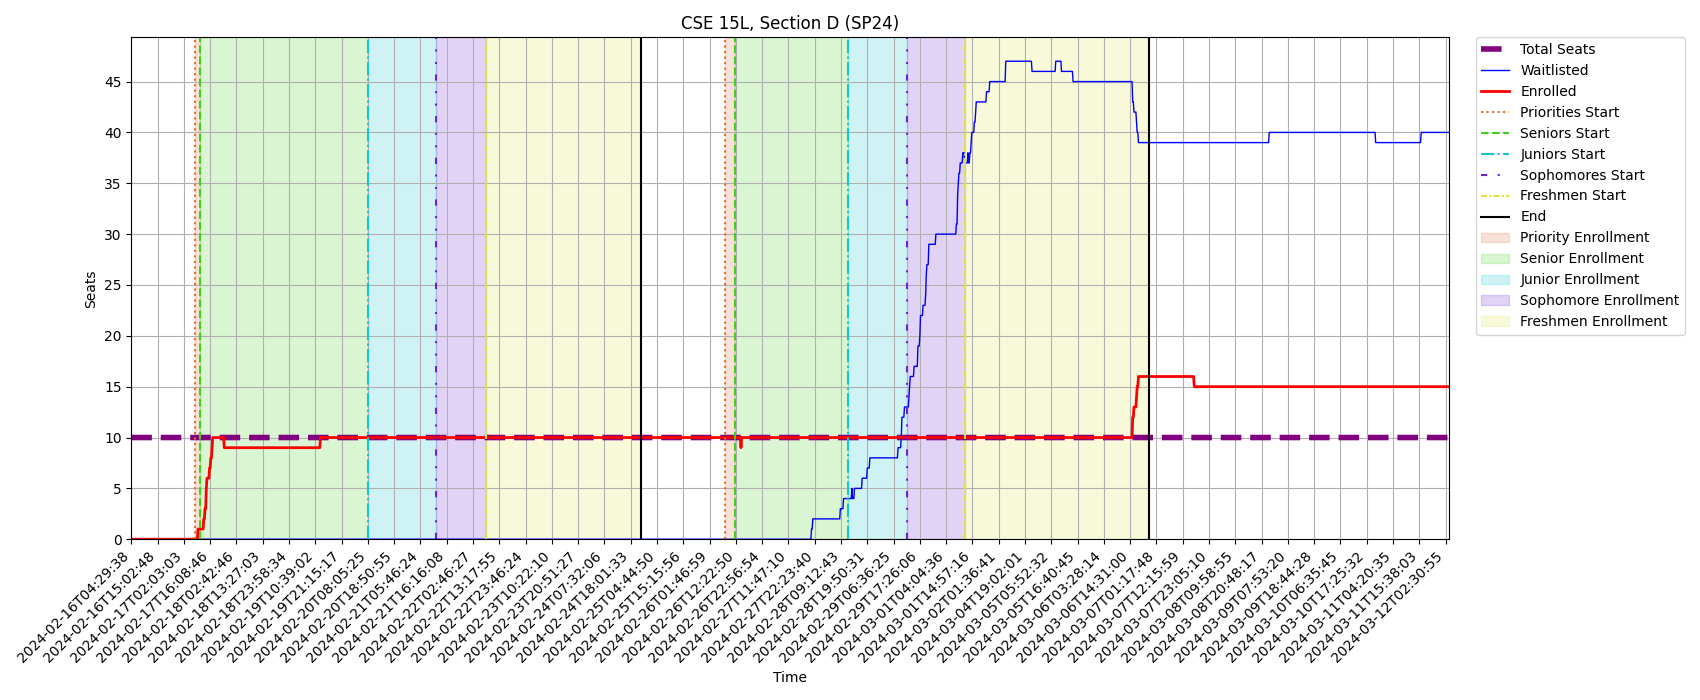 CSE 15L, Section D (SP24)
Seats
45
40
35
30
25
20
15
10
5
0
2024-02-16T04:29:38
2024-02-16T15:02:48
2024-02-17T02:03:03
2024-02-17T16:08:46
2024-02-18T02:42:46
2024-02-18T13:27:03
2024-02-18T23:58:34
2024-02-19T10:39:02
2024-02-19T21:15:17
2024-02-20T08:05:25
2024-02-20T18:50:55
2024-02-21T05:46:24
2024-02-21T16:16:08
2024-02-22T02:46:27
2024-02-22T13:17:55
2024-02-22T23:46:24
2024-02-23T10:22:10
2024-02-23T20:51:27
2024-02-24T07:32:06
2024-02-24T18:01:33
2024-02-25T04:44:50
2024-02-25T15:15:56
2024-02-26T01:46:59
2024-02-26T12:22:50
2024-02-26T22:56:54
2024-02-27T11:47:10
2024-02-27T22:23:40
2024-02-28T09:12:43
2024-02-28T19:50:31
2024-02-29T06:36:25
2024-02-29T17:26:06
2024-03-01T04:04:36
2024-03-01T14:57:16
2024-03-02T01:36:41
2024-03-04T19:02:01
2024-03-05T05:52:32
2024-03-05T16:40:45
2024-03-06T03:28:14
2024-03-06T14:31:00
2024-03-07T01:17:48
2024-03-07T12:15:59
2024-03-07T23:05:10
2024-03-08T09:58:55
2024-03-08T20:48:17
2024-03-09T07:53:20
2024-03-09T18:44:28
2024-03-10T06:35:45
2024-03-10T17:25:32
2024-03-11T04:20:35
2024-03-11T15:38:03
2024-03-12T02:30:55
Time
Total Seats
Waitlisted
Enrolled
Priorities Start
Seniors Start
Juniors Start
Sophomores Start
Freshmen Start
End
Priority Enrollment
Senior Enrollment
Junior Enrollment
Sophomore Enrollment
Freshmen Enrollment